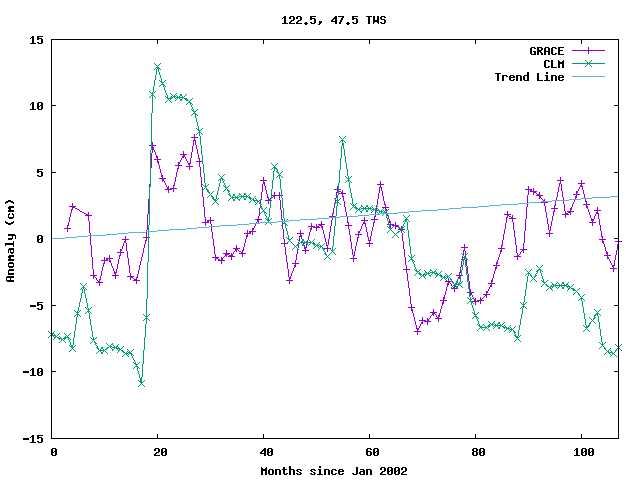 122.5, 47.5 TWS
GRACE
CLM
Trend Line
15
10
5
0
-5
-10
-15
Anomaly (cm)
0 20 40 60 80 100
Months since Jan 2002